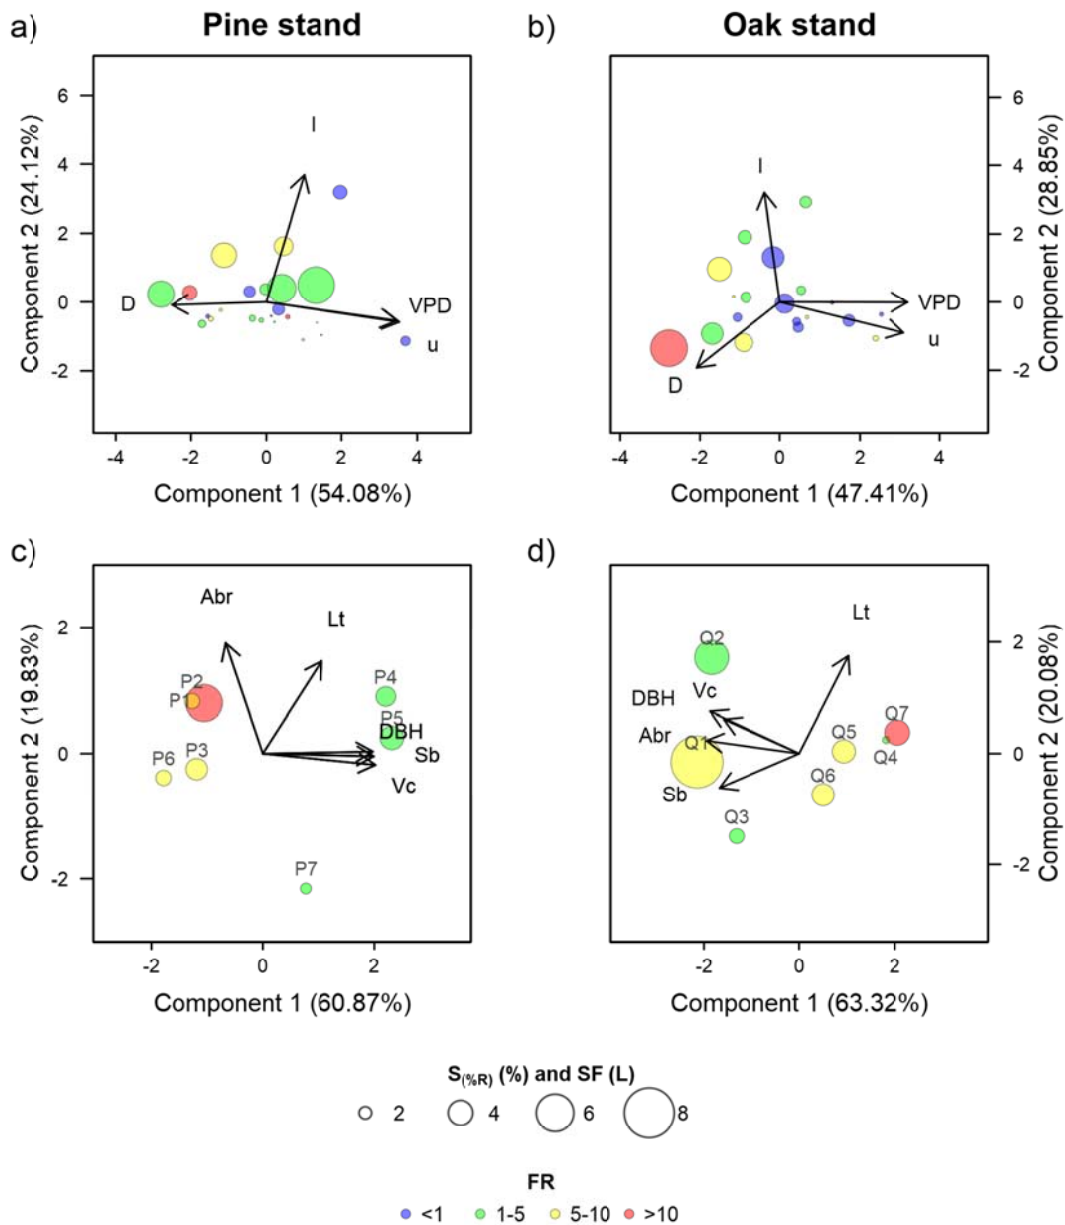 a)
Pine stand
b)
Oak stand
6
4
2
0
-2
Component 2 (24.12%)
I
D
VPD
u
-4
-2
0
2
4
Component 1 (54.08%)
I
VPD
u
D
6
4
2
0
-2
Component 2 (28.85%)
-4
-2
0
2
4
Component 1 (47.41%)
c)
d)
2
0
-2
Component 2 (19.83%)
Abr
Lt
P2
P1
P4
P5
DBH
Sb
Vc
P6
P3
P7
-2
0
2
Component 1 (60.87%)
Lt
Q2
Vc
DBH
Abr
Q1
Q5
Q7
Q4
Q6
Sb
Q3
2
0
-2
Component 2 (20.08%)
-2
0
2
Component 1 (63.32%)
S(%R) (%) and SF (L)
2 4 6 8
FR
<1 1-5 5-10 >10